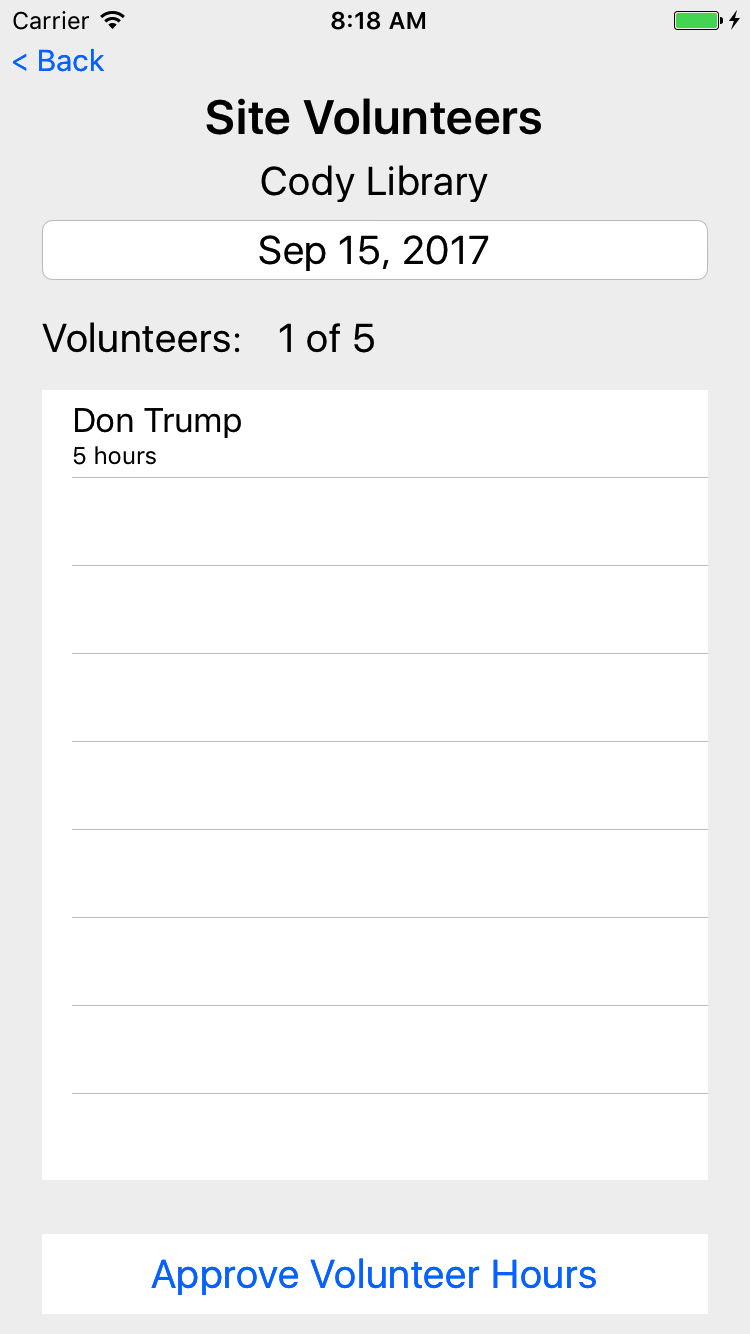 Carrier 8:18 AM
< Back
Site Volunteers
Cody Library
Sep 15, 2017
Volunteers: 1 of 5
Don Trump
5 hours
Approve Volunteer Hours